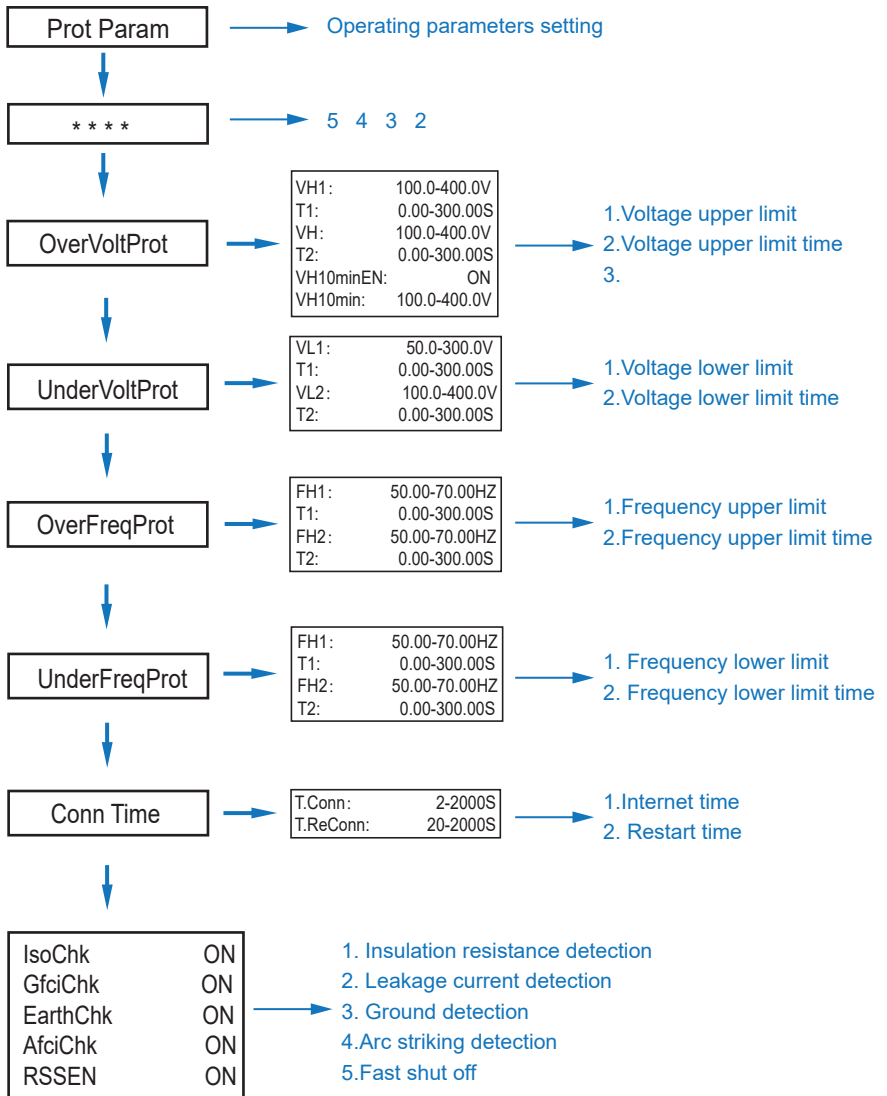 Prot Param
Operating parameters setting
* * * *
5 4 3 2
OverVoltProt
VH1: 100.0-400.0V
T1: 0.00-300.00S
VH: 100.0-400.0V
T2: 0.00-300.00S
VH10minEN: ON
VH10min: 100.0-400.0V
1.Voltage upper limit
2.Voltage upper limit time
3.
UnderVoltProt
VL1: 50.0-300.0V
T1: 0.00-300.00S
VL2: 100.0-400.0V
T2: 0.00-300.00S
1.Voltage lower limit
2.Voltage lower limit time
OverFreqProt
FH1: 50.00-70.00HZ
T1: 0.00-300.00S
FH2: 50.00-70.00HZ
T2: 0.00-300.00S
1.Frequency upper limit
2.Frequency upper limit time
UnderFreqProt
FH1: 50.00-70.00HZ
T1: 0.00-300.00S
FH2: 50.00-70.00HZ
T2: 0.00-300.00S
1. Frequency lower limit
2. Frequency lower limit time
Conn Time
T.Conn: 2-2000S
T.ReConn: 20-2000S
1.Internet time
2. Restart time
IsoChk ON
GfciChk ON
EarthChk ON
AfciChk ON
RSSEN ON
1. Insulation resistance detection
2. Leakage current detection
3. Ground detection
4.Arc striking detection
5.Fast shut off